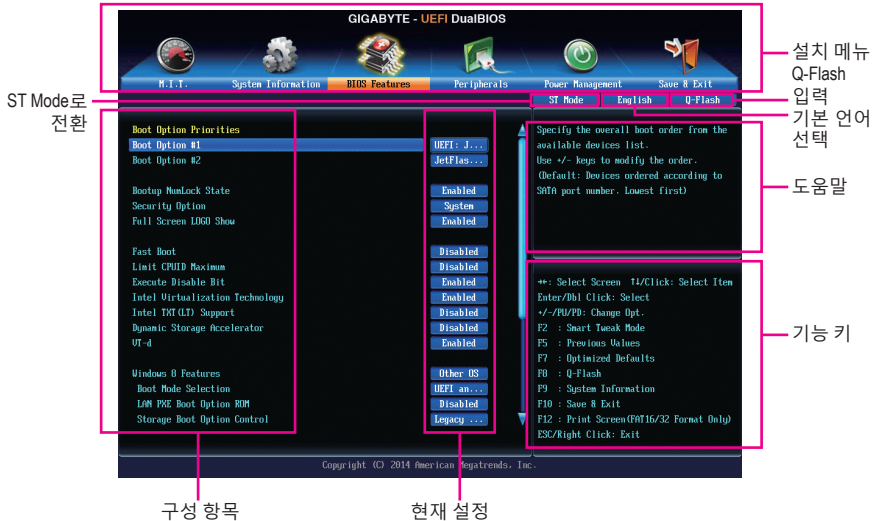 GIGABYTE - UEFI DualBIOS
M.I.T.
System Information
BIOS Features
Peripherals
Power Management
Save & Exit
설치 메뉴
Q-Flash
입력
기본 언어
선택
ST Mode로
전환
ST Mode
English
Q-Flash
Boot Option Priorities
Boot Option #1 UEFI: J...
Boot Option #2 JetFlas...
Bootup NumLock State Enabled
Security Option System
Full Screen LOGO Show Enabled
Fast Boot Disabled
Limit CPUID Maximum Disabled
Execute Disable Bit Enabled
Intel Virtualization Technology Enabled
Intel TXT(LT) Support Disabled
Dynamic Storage Accelerator Disabled
VT-d Enabled
Windows 8 Features Other OS
Boot Mode Selection UEFI an...
LAN PXE Boot Option ROM Disabled
Storage Boot Option Control Legacy ...
Specify the overall boot order from the
available devices list.
Use +/- keys to modify the order.
(Default: Devices ordered according to
SATA port number. Lowest first)
도움말
→←: Select Screen ↑↓/Click: Select Item
Enter/Dbl Click: Select
+/-/PU/PD: Change Opt.
F2 : Smart Tweak Mode
F5 : Previous Values
F7 : Optimized Defaults
F8 : Q-Flash
F9 : System Information
F10 : Save & Exit
F12 : Print Screen(FAT16/32 Format Only)
ESC/Right Click: Exit
기능 키
Copyright (C) 2014 American Megatrends, Inc.
구성 항목
현재 설정